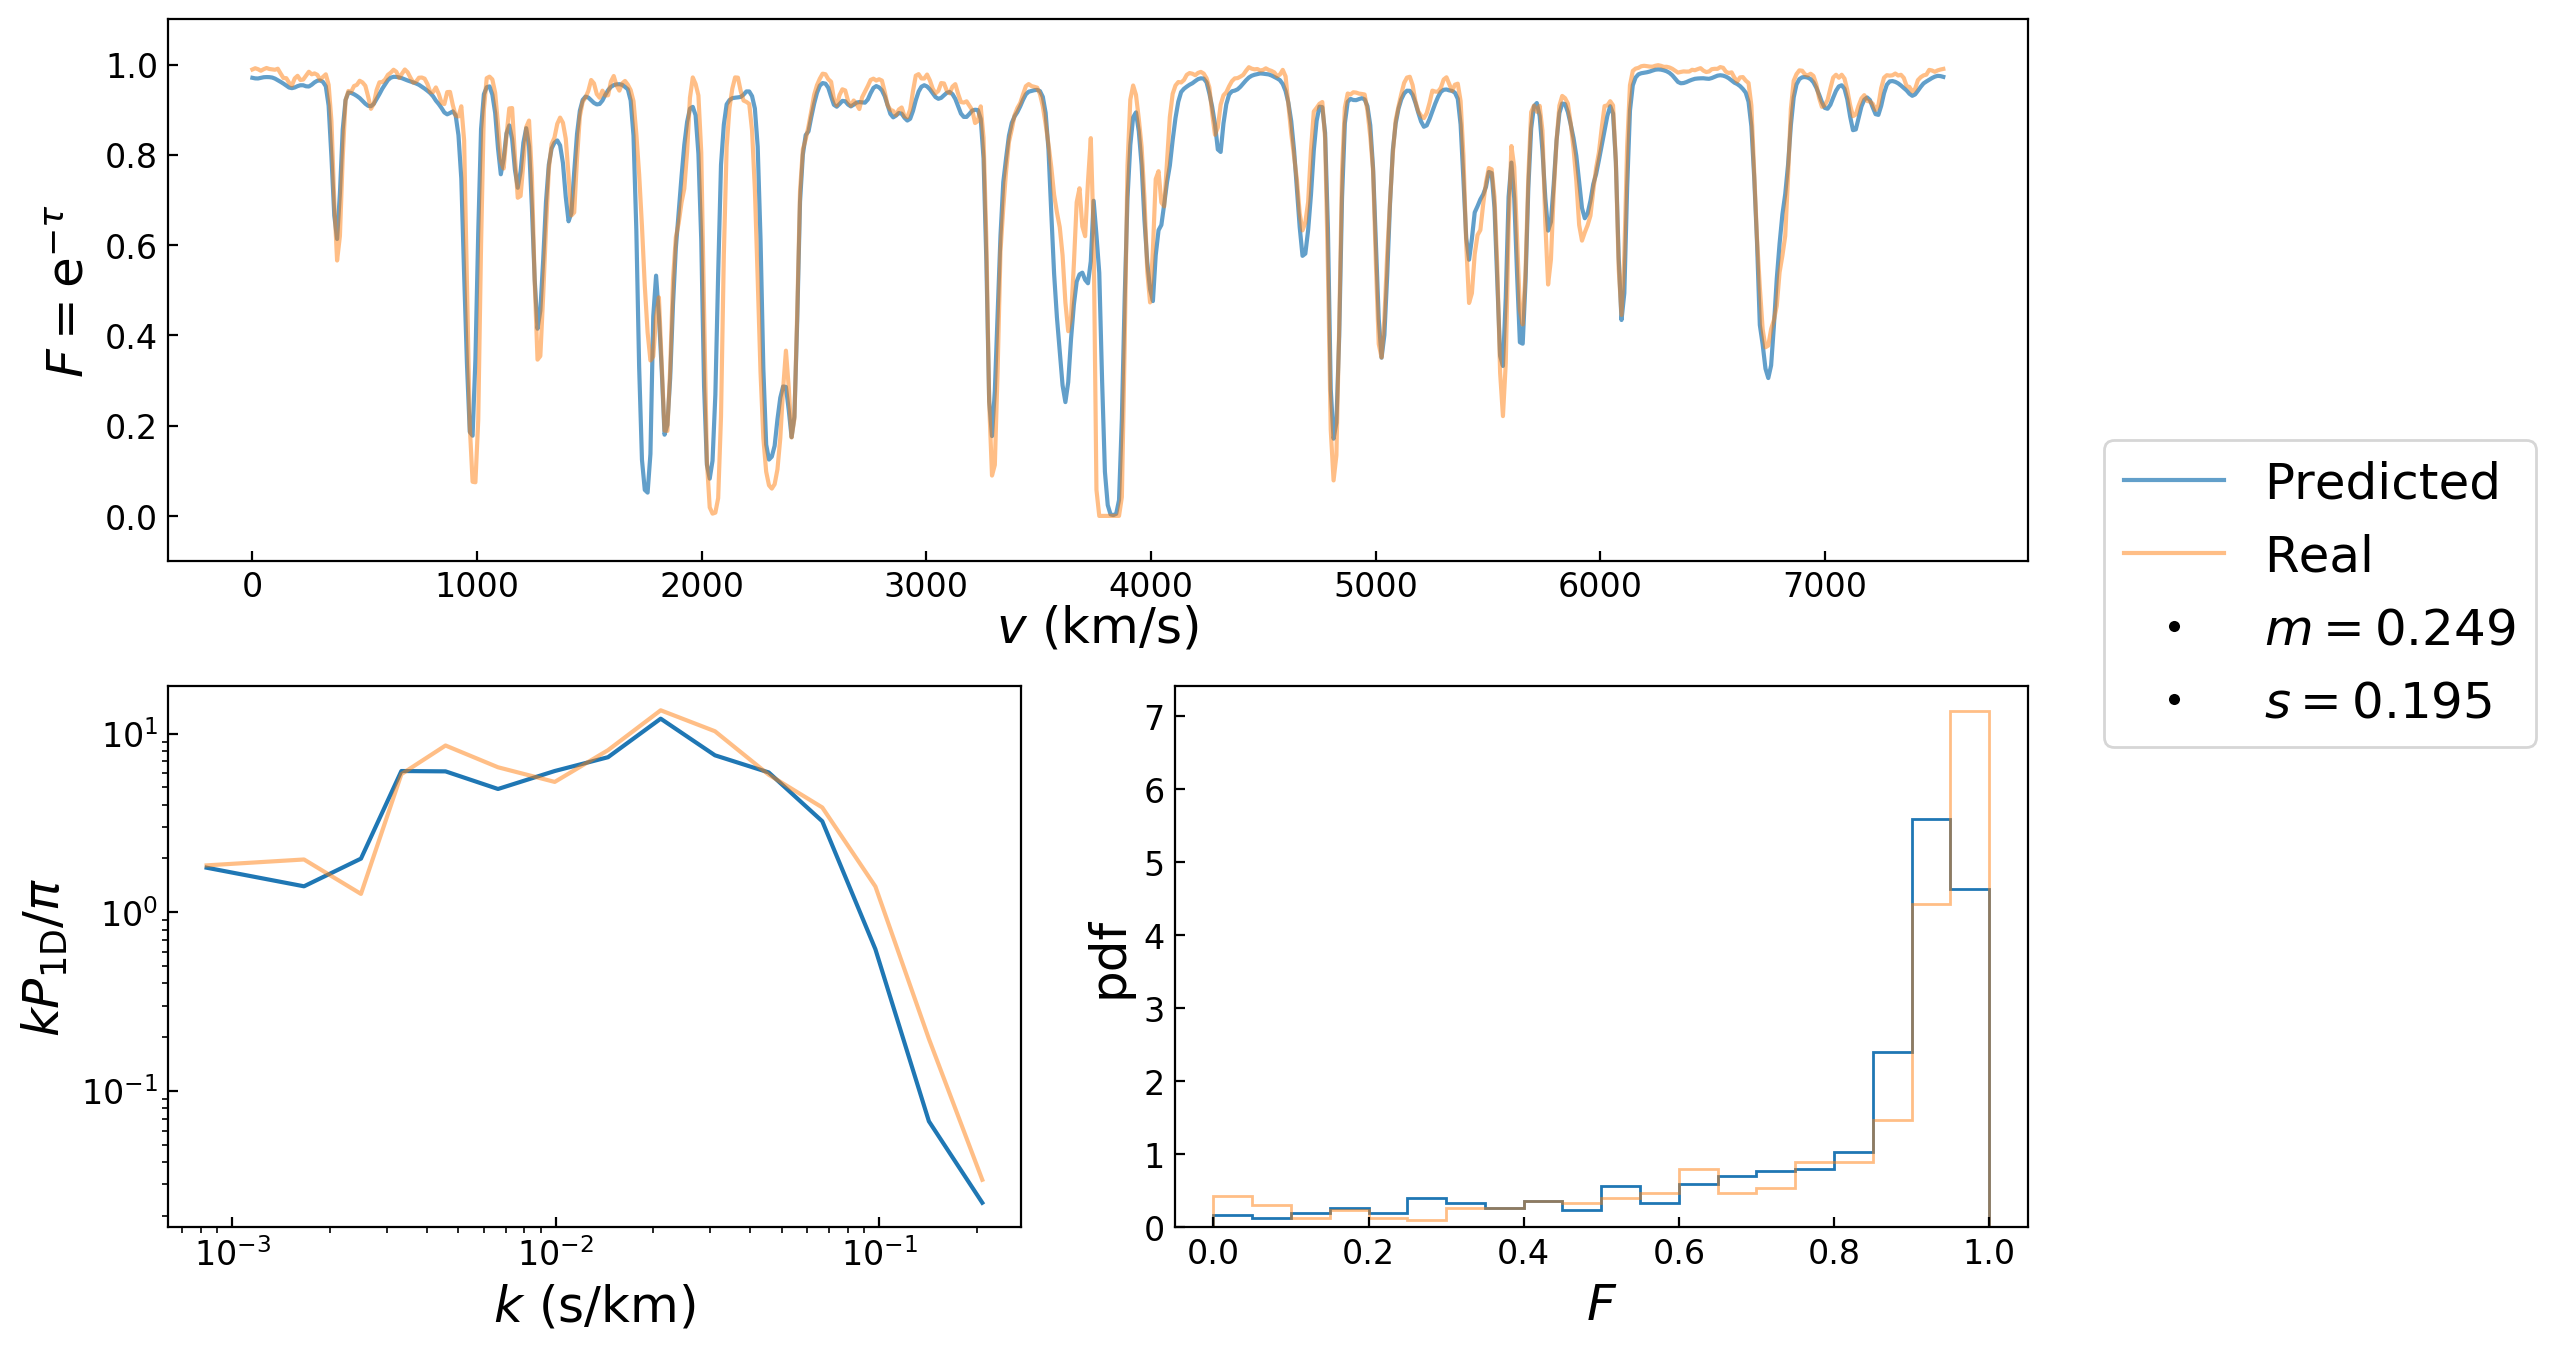 1.0
0.8
0.6
0.4
0.2
0.0
F = e^{−τ}
0 1000 2000 3000 4000 5000 6000 7000
v (km/s)
Predicted
Real
m = 0.249
s = 0.195
10^1
10^0
10^{−1}
kP_{1D}/π
10^{−3} 10^{−2} 10^{−1}
k (s/km)
7
6
5
4
3
2
1
0
pdf
0.0 0.2 0.4 0.6 0.8 1.0
F